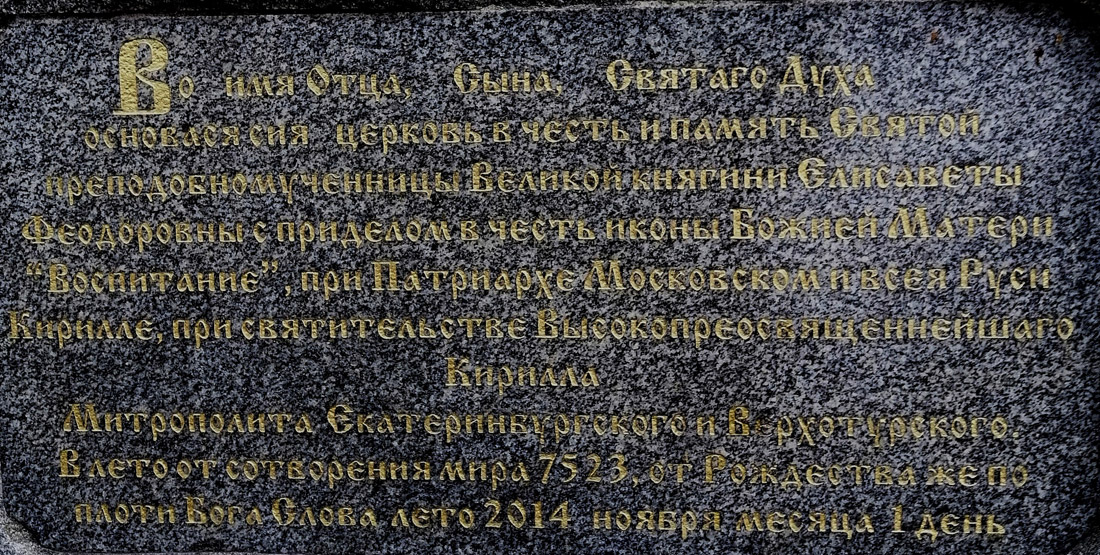 Во имя Отца, Сына, Святаго Духа
основася сия церковь в честь и память Святой
преподобномученницы Великой княгини Елисаветы
Феодоровны с приделом в честь иконы Божией Матери
“Воспитание”, при Патриархе Московском и всея Руси
Кирилле, при святительстве Высокопреосвященнейшаго
Кирилла
Митрополита Екатеринбургского и Верхотурского.
В лето от сотворения мира 7523, от Рождества же по
плоти Бога Слова лето 2014 ноября месяца 1 день